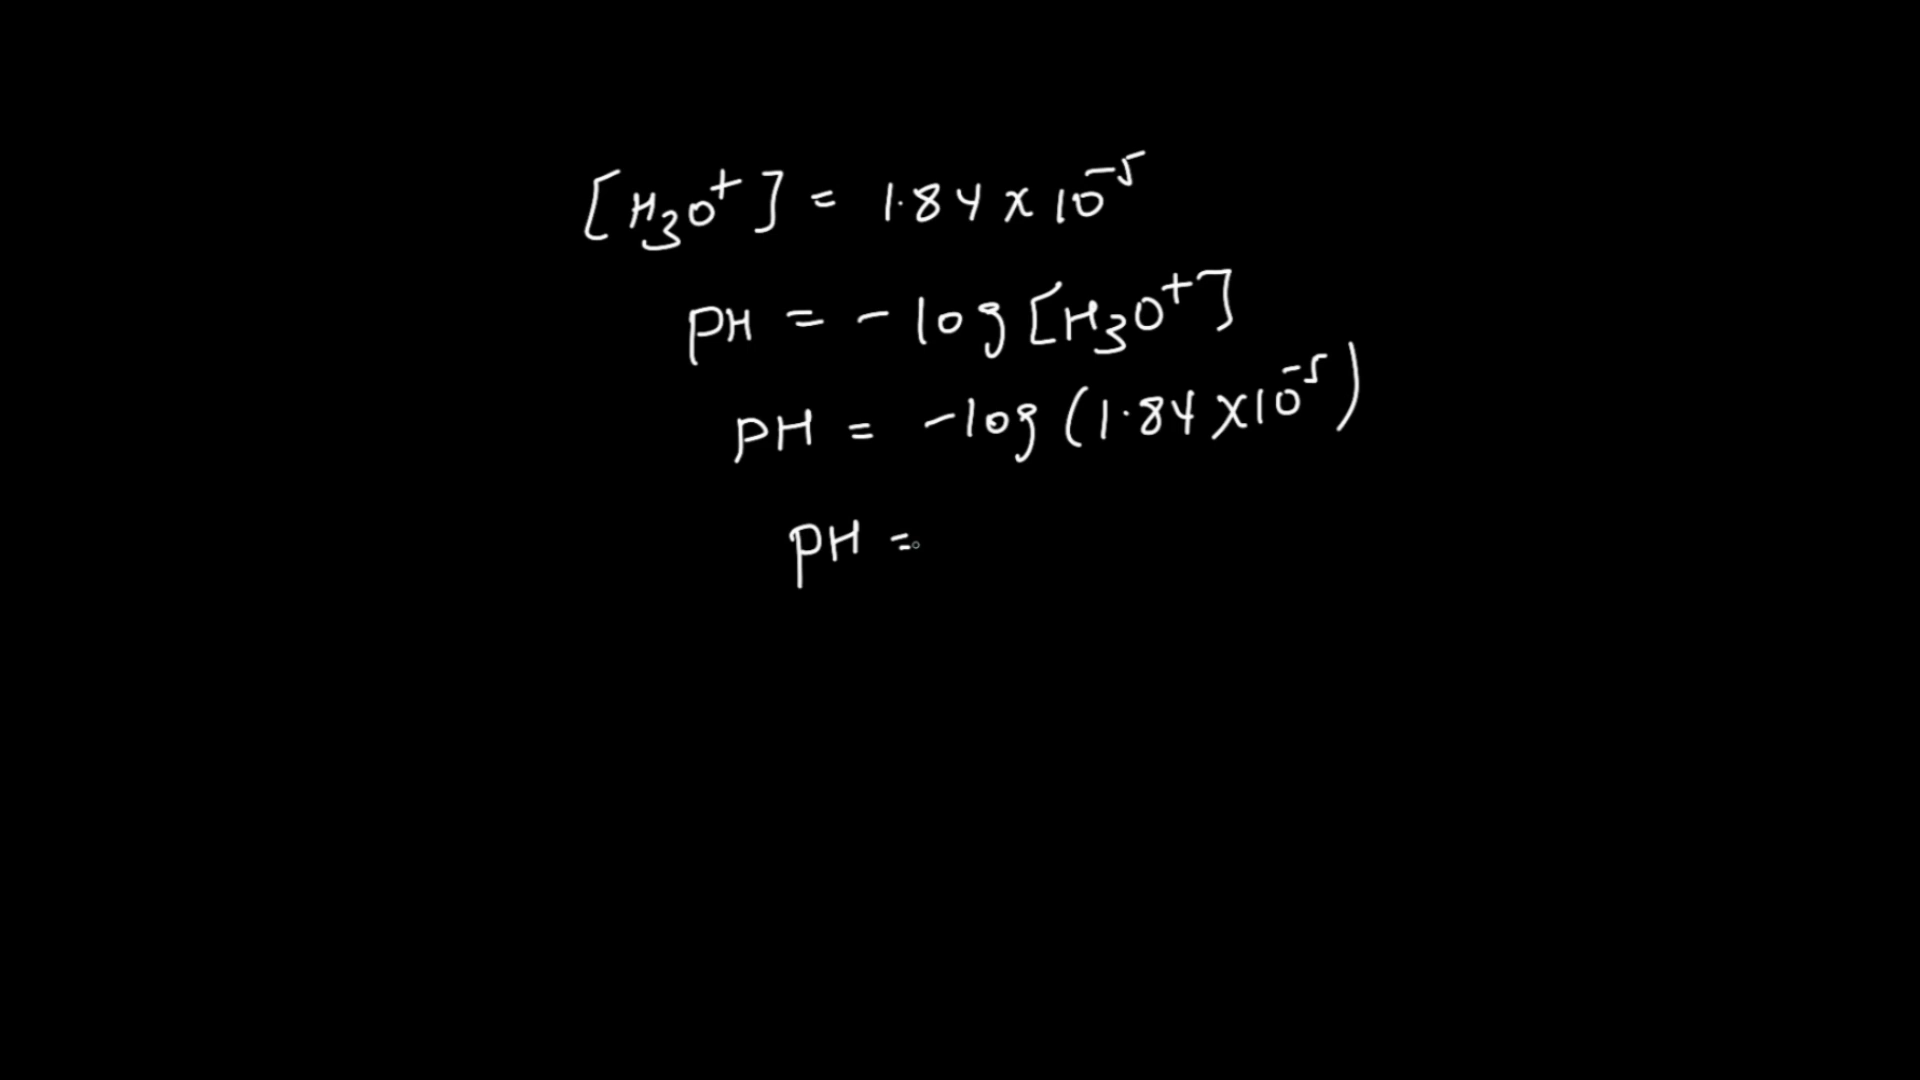 [H₃O⁺] = 1.84 x 10⁻⁵
pH = - log [H₃O⁺]
pH = -log (1.84 x10⁻⁵)
pH =